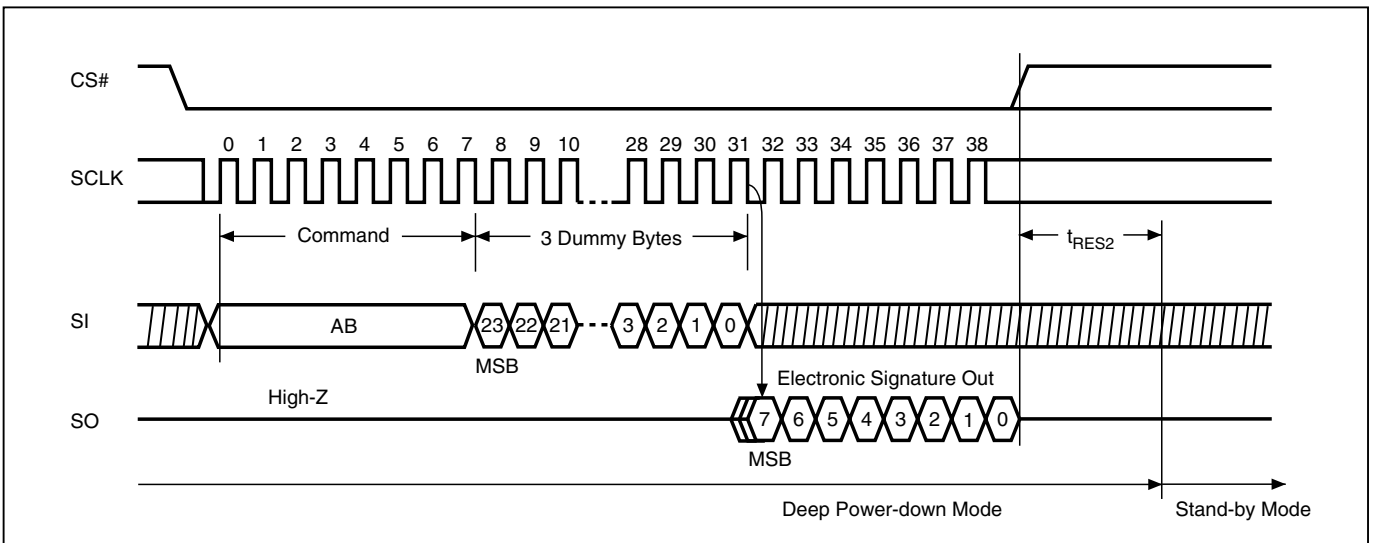 CS#
0 1 2 3 4 5 6 7 8 9 10 28 29 30 31 32 33 34 35 36 37 38
SCLK
Command 3 Dummy Bytes tRES2
SI AB 23 22 21 3 2 1 0
MSB
Electronic Signature Out
High-Z
SO 7 6 5 4 3 2 1 0
MSB
Deep Power-down Mode Stand-by Mode